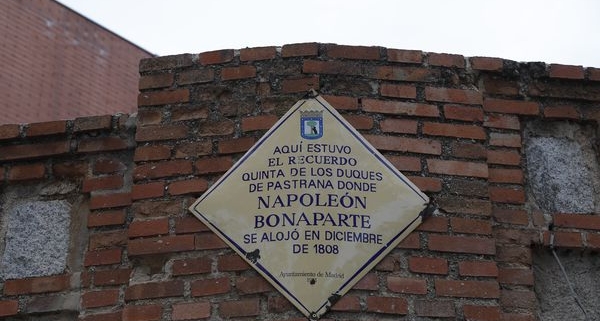 AQUI ESTUVO
EL RECUERDO
QUINTA DE LOS DUQUES
DE PASTRANA DONDE
NAPOLEÓN
BONAPARTE
SE ALOJÓ EN DICIEMBRE
DE 1808
Ayuntamiento de Madrid